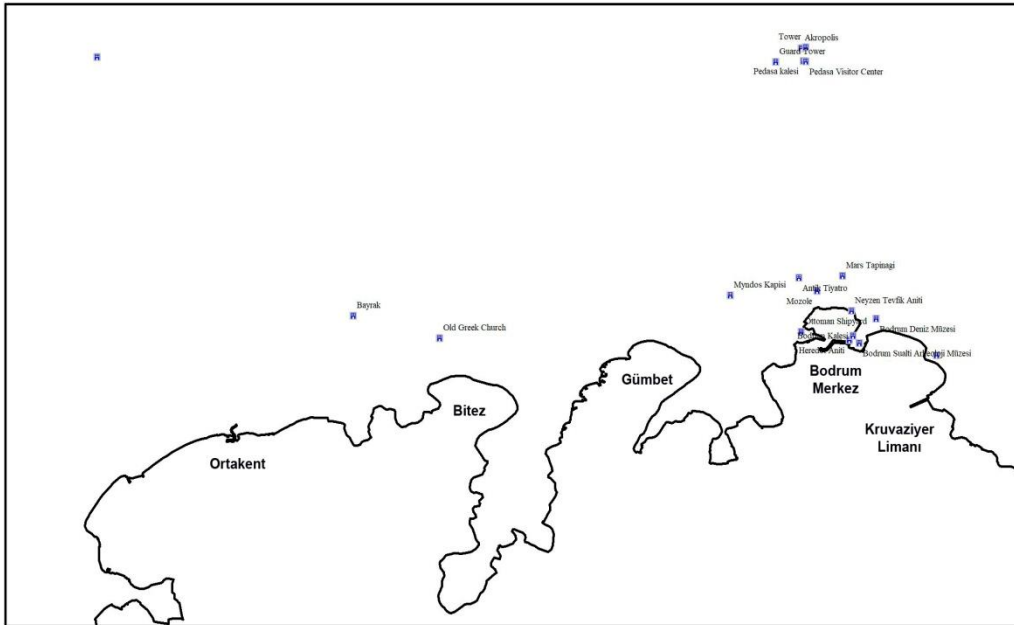 Tower Akropolis
Guard Tower
Pedasa kalesi Pedasa Visitor Center
Mars Tapinagi
Myndos Kapisi
Antik Tiyatro
Mozole
Neyzen Tevfik Aniti
Bayrak
Ottoman Shipyard
Old Greek Church
Bodrum Deniz Müzesi
Bodrum Kalesi
Heredot Aniti
Bodrum Sualti Arkeoloji Müzesi
Bodrum
Merkez
Gümbet
Bitez
Kruvaziyer
Limanı
Ortakent